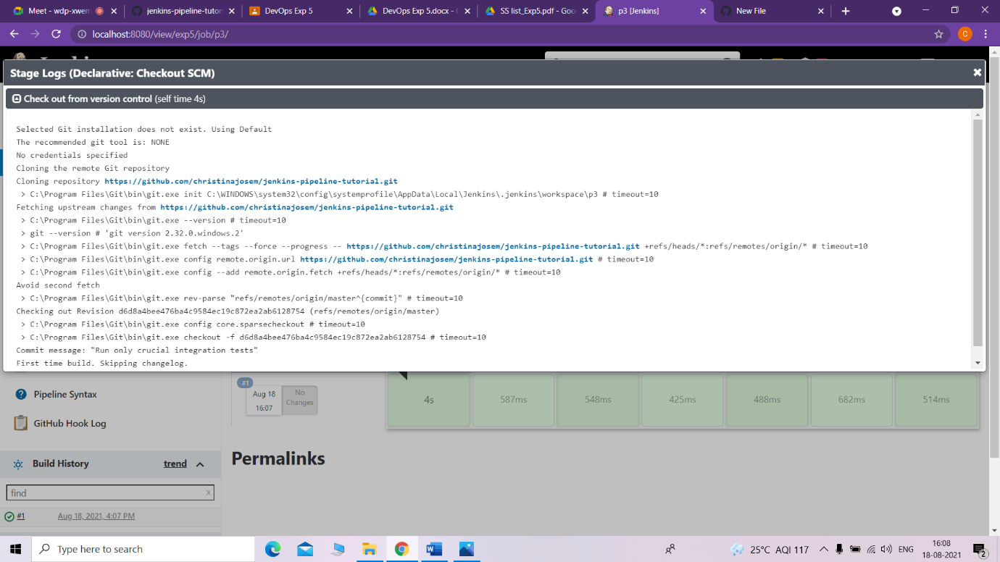 Meet - wdp-xwem
jenkins-pipeline-tutor
DevOps Exp 5
DevOps Exp 5.docx - G
SS list_Exp5.pdf - Goo
p3 [Jenkins]
New File
localhost:8080/view/exp5/job/p3/
C
Stage Logs (Declarative: Checkout SCM)
Check out from version control (self time 4s)
Selected Git installation does not exist. Using Default
The recommended git tool is: NONE
No credentials specified
Cloning the remote Git repository
Cloning repository https://github.com/christinajosem/jenkins-pipeline-tutorial.git
> C:\Program Files\Git\bin\git.exe init C:\WINDOWS\system32\config\systemprofile\AppData\Local\Jenkins\.jenkins\workspace\p3 # timeout=10
Fetching upstream changes from https://github.com/christinajosem/jenkins-pipeline-tutorial.git
> C:\Program Files\Git\bin\git.exe --version # timeout=10
> git --version # 'git version 2.32.0.windows.2'
> C:\Program Files\Git\bin\git.exe fetch --tags --force --progress -- https://github.com/christinajosem/jenkins-pipeline-tutorial.git +refs/heads/*:refs/remotes/origin/* # timeout=10
> C:\Program Files\Git\bin\git.exe config remote.origin.url https://github.com/christinajosem/jenkins-pipeline-tutorial.git # timeout=10
> C:\Program Files\Git\bin\git.exe config --add remote.origin.fetch +refs/heads/*:refs/remotes/origin/* # timeout=10
Avoid second fetch
> C:\Program Files\Git\bin\git.exe rev-parse "refs/remotes/origin/master^{commit}" # timeout=10
Checking out Revision d6d8a4bee476ba4c9584ec19c872ea2ab6128754 (refs/remotes/origin/master)
> C:\Program Files\Git\bin\git.exe config core.sparsecheckout # timeout=10
> C:\Program Files\Git\bin\git.exe checkout -f d6d8a4bee476ba4c9584ec19c872ea2ab6128754 # timeout=10
Commit message: "Run only crucial integration tests"
First time build. Skipping changelog.
#1
Aug 18
16:07
No
Changes
4s
587ms
548ms
425ms
488ms
682ms
514ms
Pipeline Syntax
GitHub Hook Log
Build History
trend
find
x
#1
Aug 18, 2021, 4:07 PM
Permalinks
Type here to search
25°C AQI 117
ENG
16:08
18-08-2021
2